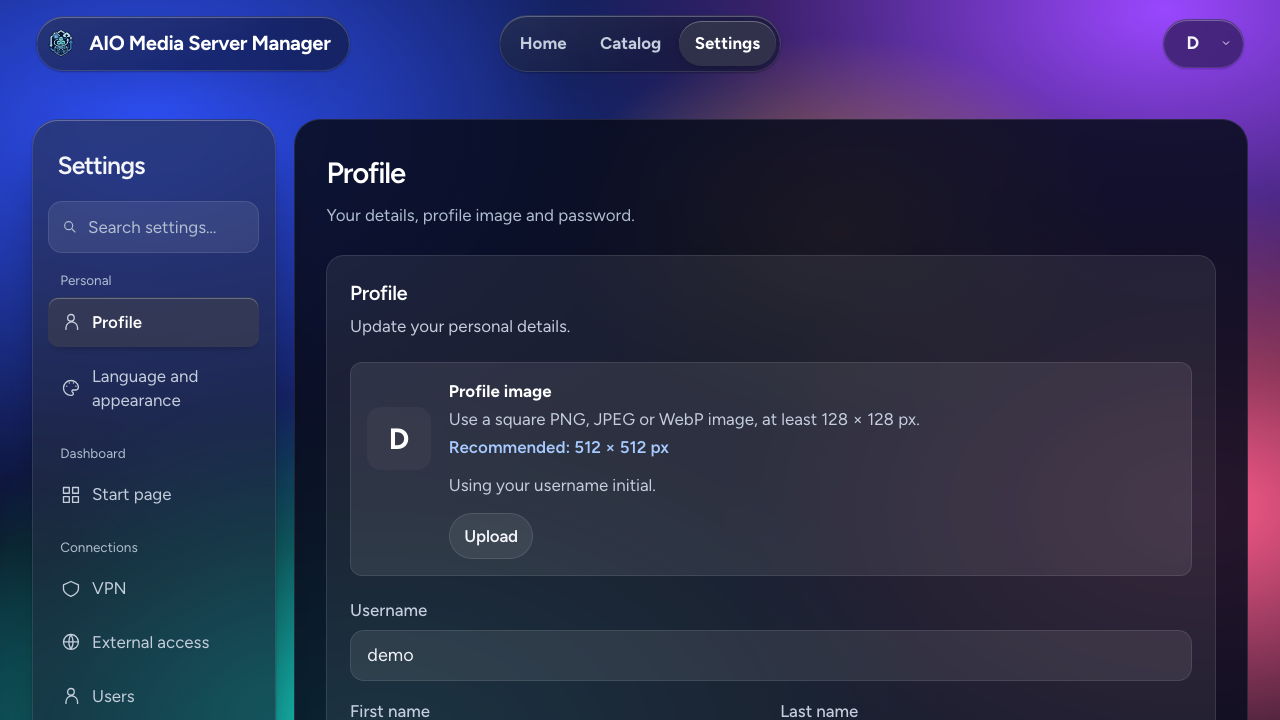 AIO Media Server Manager
Home
Catalog
Settings
D
Settings
Search settings...
Personal
Profile
Language and
appearance
Dashboard
Start page
Connections
VPN
External access
Users
Profile
Your details, profile image and password.
Profile
Update your personal details.
D
Profile image
Use a square PNG, JPEG or WebP image, at least 128 × 128 px.
Recommended: 512 × 512 px
Using your username initial.
Upload
Username
demo
First name
Last name